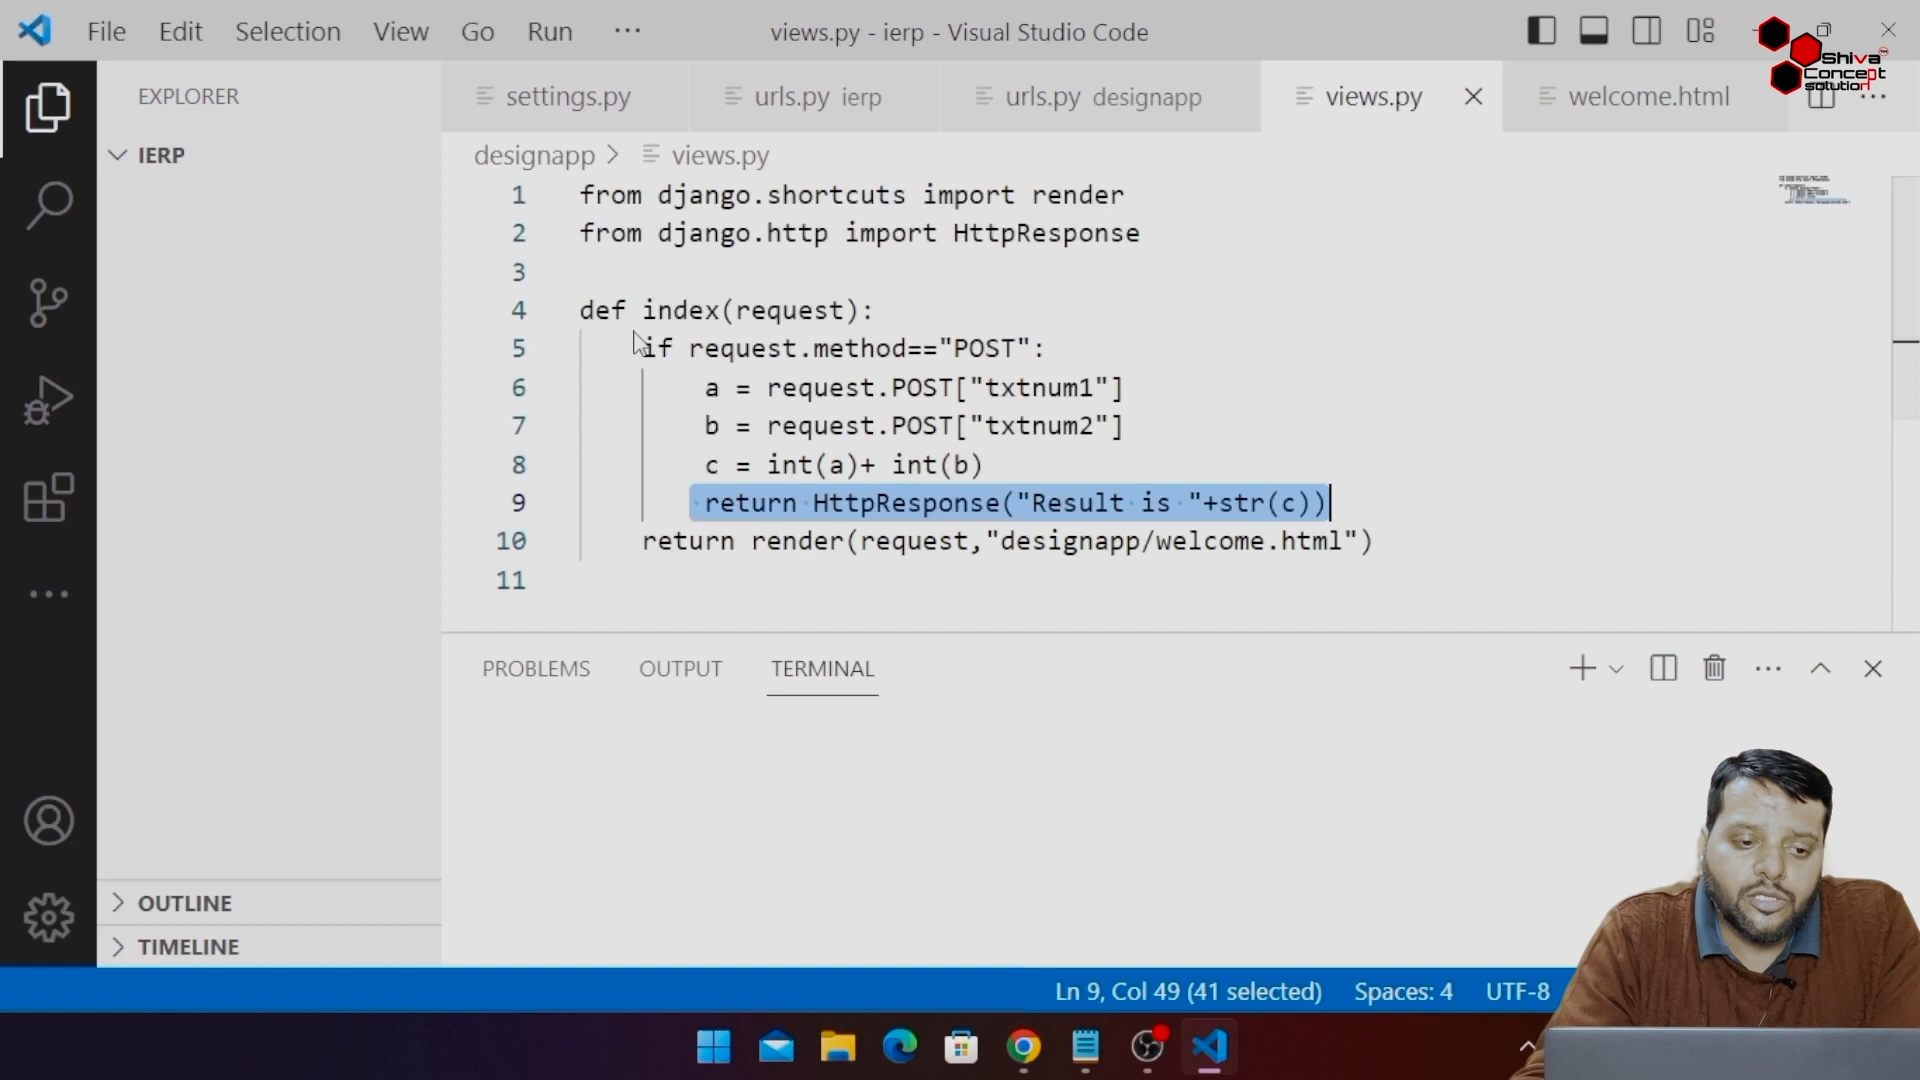 File Edit Selection View Go Run ...
views.py - ierp - Visual Studio Code
Shiva
Concept
solution
EXPLORER
IERP
settings.py
urls.py ierp
urls.py designapp
views.py
welcome.html
designapp > views.py
1 from django.shortcuts import render
2 from django.http import HttpResponse
3
4 def index(request):
5 if request.method=="POST":
6 a = request.POST["txtnum1"]
7 b = request.POST["txtnum2"]
8 c = int(a)+ int(b)
9 return HttpResponse("Result is "+str(c))
10 return render(request,"designapp/welcome.html")
11
PROBLEMS OUTPUT TERMINAL
OUTLINE
TIMELINE
Ln 9, Col 49 (41 selected) Spaces: 4 UTF-8